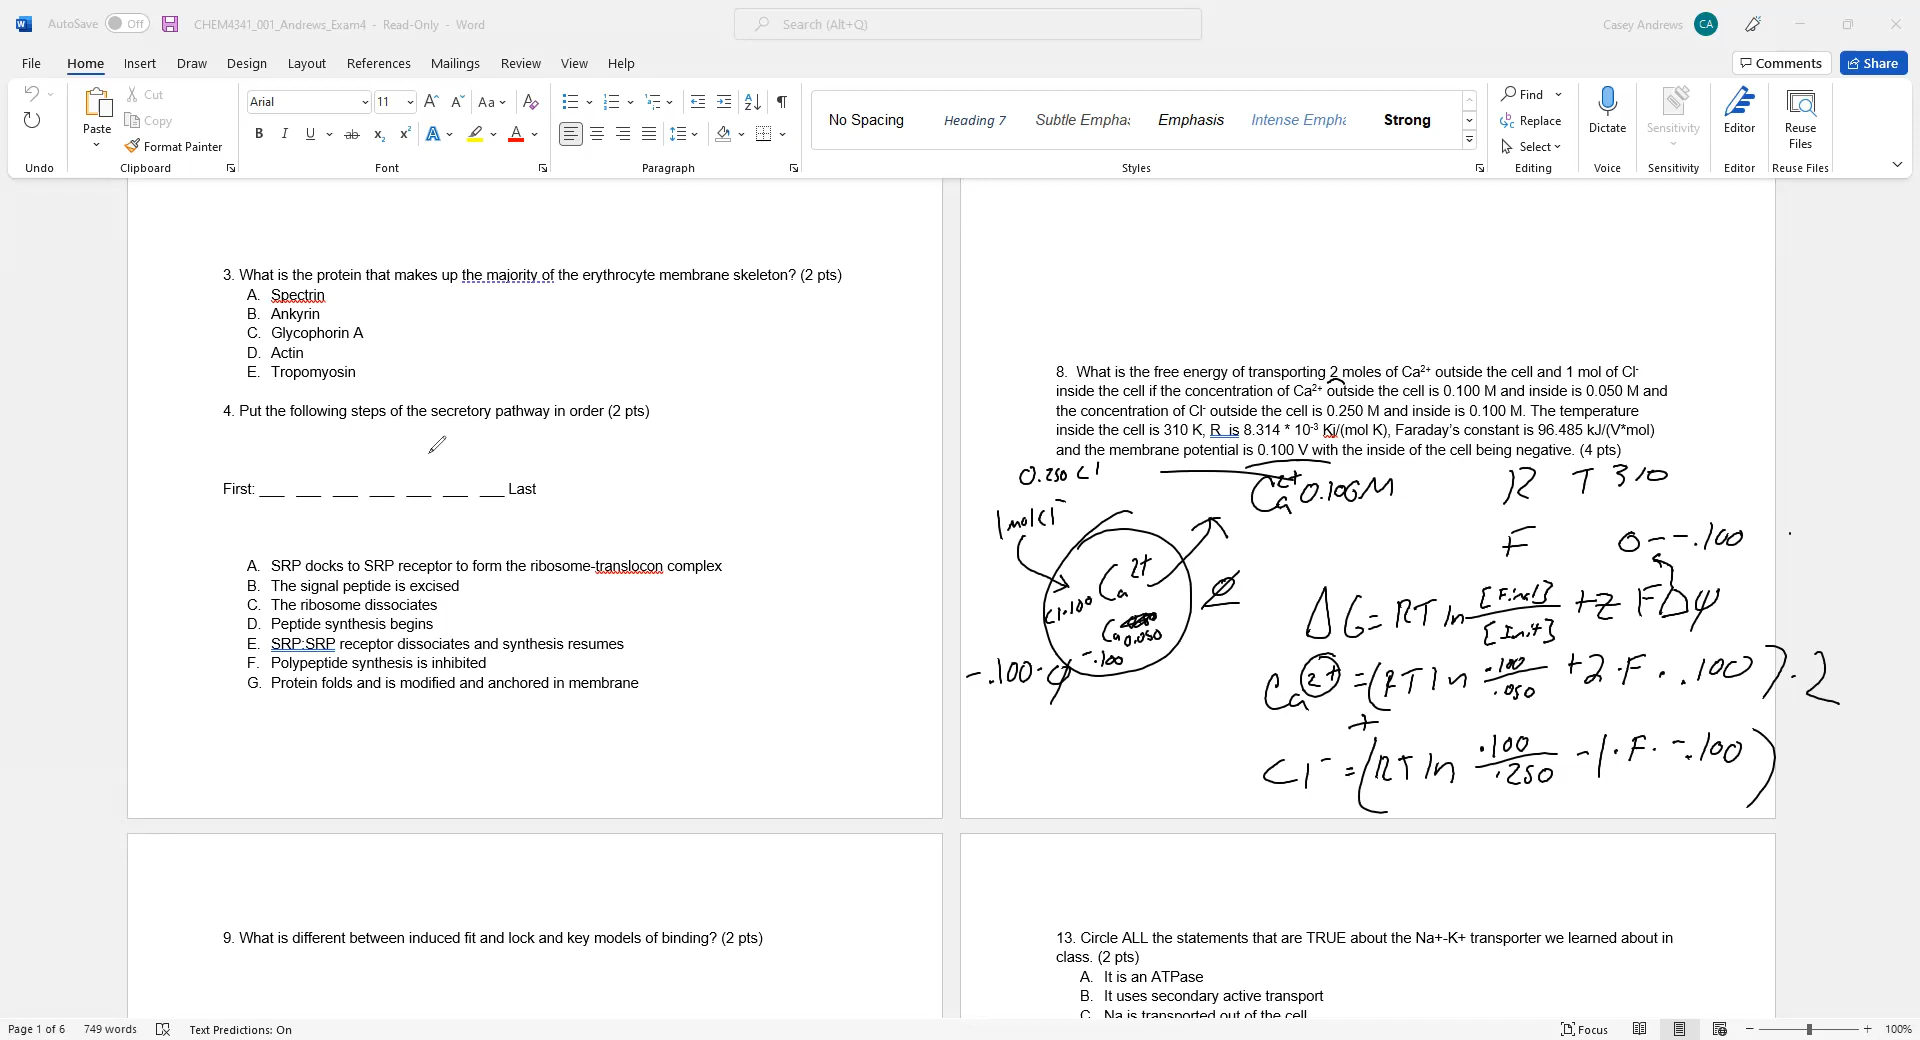 AutoSave Off CHEM4341_001_Andrews_Exam4 - Read-Only - Word Search (Alt+Q) Casey Andrews CA
File Home Insert Draw Design Layout References Mailings Review View Help Comments Share
Undo
Paste Cut Copy Format Painter
Clipboard
Arial 11 A A Aa
B I U ab x₂ x² A A
Font
Paragraph
No Spacing Heading 7 Subtle Emphas Emphasis Intense Empha Strong
Styles
Find Replace Select
Editing
Dictate
Voice
Sensitivity
Sensitivity
Editor
Editor
Reuse Files
Reuse Files
3. What is the protein that makes up the majority of the erythrocyte membrane skeleton? (2 pts)
A. Spectrin
B. Ankyrin
C. Glycophorin A
D. Actin
E. Tropomyosin
4. Put the following steps of the secretory pathway in order (2 pts)
First: ___ ___ ___ ___ ___ ___ ___ Last
A. SRP docks to SRP receptor to form the ribosome-translocon complex
B. The signal peptide is excised
C. The ribosome dissociates
D. Peptide synthesis begins
E. SRP:SRP receptor dissociates and synthesis resumes
F. Polypeptide synthesis is inhibited
G. Protein folds and is modified and anchored in membrane
8. What is the free energy of transporting 2 moles of Ca²⁺ outside the cell and 1 mol of Cl⁻
inside the cell if the concentration of Ca²⁺ outside the cell is 0.100 M and inside is 0.050 M and
the concentration of Cl⁻ outside the cell is 0.250 M and inside is 0.100 M. The temperature
inside the cell is 310 K, R is 8.314 * 10⁻³ Kj/(mol K), Faraday's constant is 96.485 kJ/(V*mol)
and the membrane potential is 0.100 V with the inside of the cell being negative. (4 pts)
0.250 Cl
Ca²⁺ 0.100 M
R T 310
1 mol Cl⁻
F 0 - -.100
Ca²⁺
Cl .100
Ca 0.050
-.100
-.100 - 0
ΔG = RT ln [Final]/[Init] + Z F Δψ
Ca²⁺ = (RT ln .100/.050 + 2 · F · .100) · 2
+
Cl⁻ = (RT ln .100/.250 - 1 · F · -.100)
9. What is different between induced fit and lock and key models of binding? (2 pts)
13. Circle ALL the statements that are TRUE about the Na+-K+ transporter we learned about in
class. (2 pts)
A. It is an ATPase
B. It uses secondary active transport
C. Na is transported out of the cell
Page 1 of 6 749 words Text Predictions: On Focus 100%